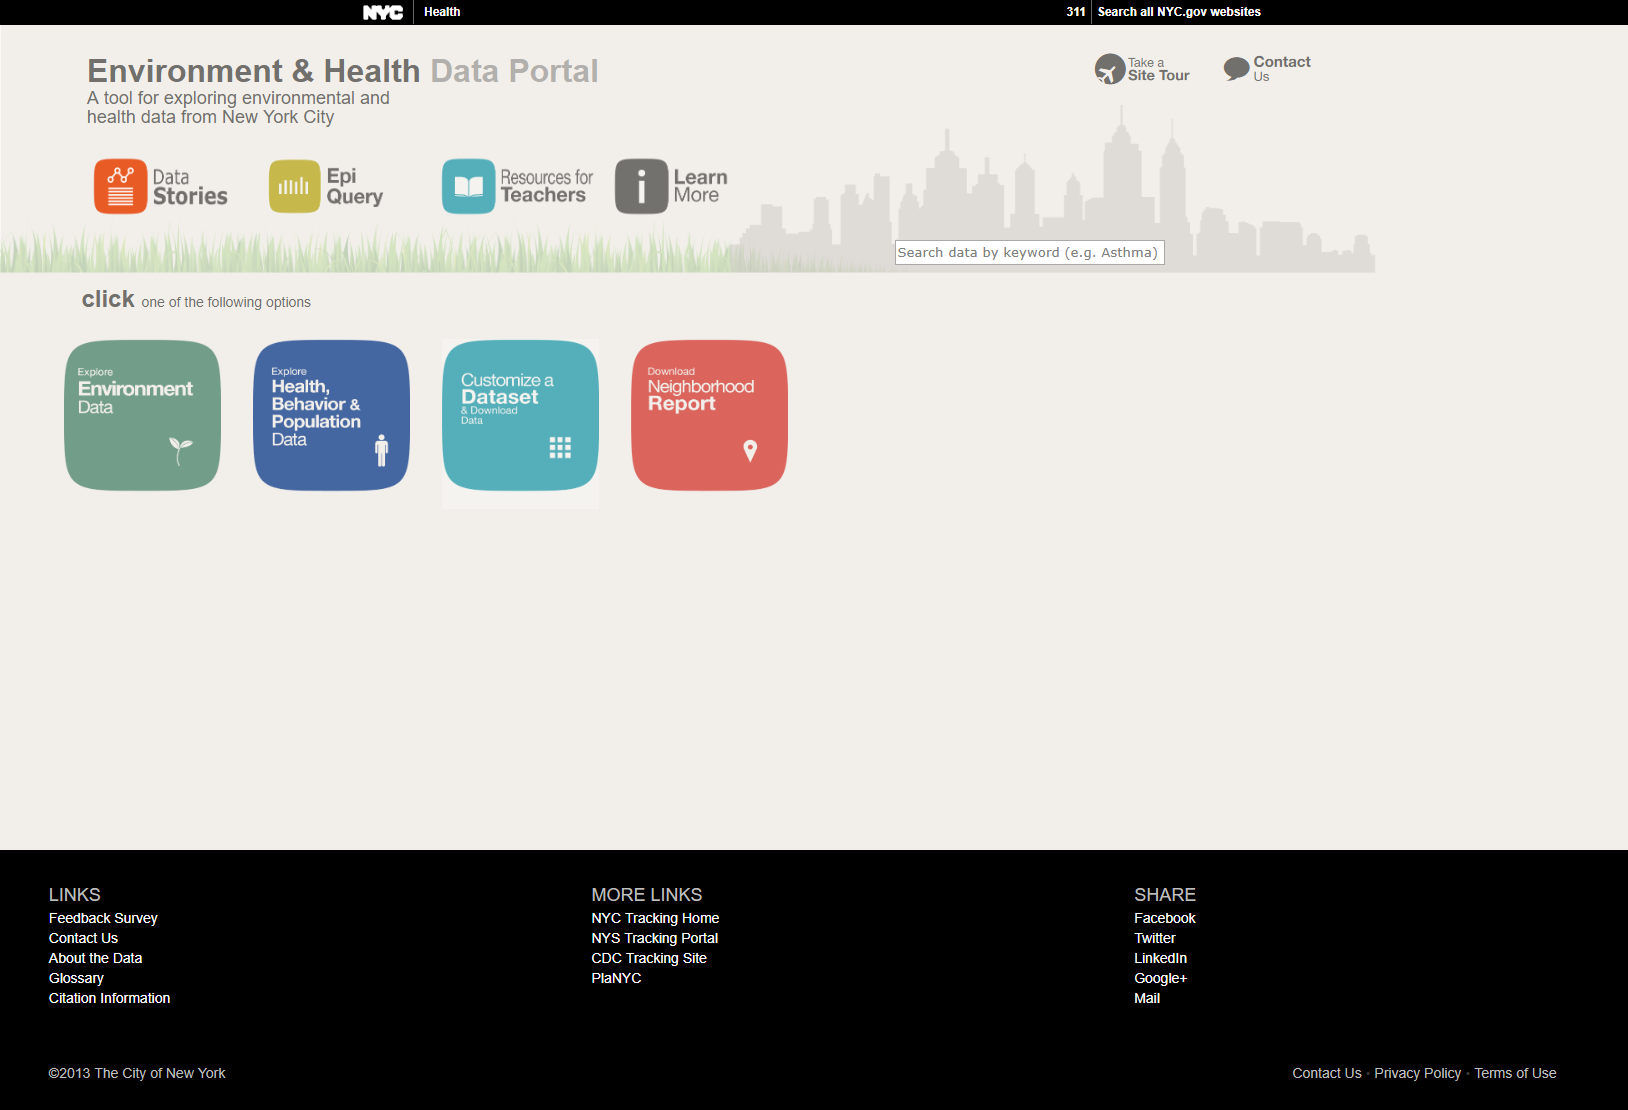 NYC Health 311 Search all NYC.gov websites
Environment & Health Data Portal
A tool for exploring environmental and
health data from New York City
Take a
Site Tour
Contact
Us
Data
Stories
Epi
Query
Resources for
Teachers
Learn
More
Search data by keyword (e.g. Asthma)
click one of the following options
Explore
Environment
Data
Explore
Health,
Behavior &
Population
Data
Customize a
Dataset
& Download
Data
Download
Neighborhood
Report
LINKS
Feedback Survey
Contact Us
About the Data
Glossary
Citation Information
MORE LINKS
NYC Tracking Home
NYS Tracking Portal
CDC Tracking Site
PlaNYC
SHARE
Facebook
Twitter
LinkedIn
Google+
Mail
©2013 The City of New York
Contact Us · Privacy Policy · Terms of Use